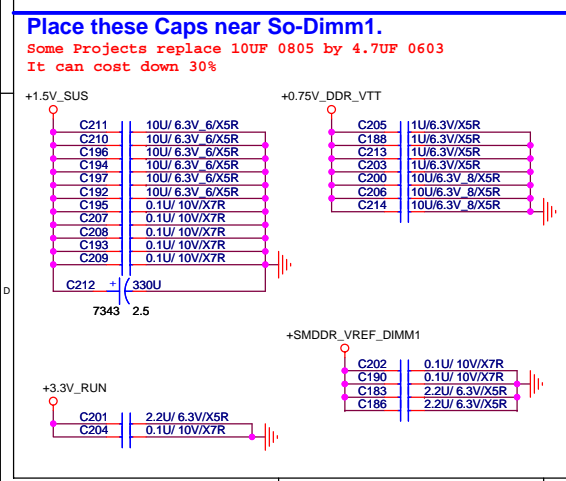 Place these Caps near So-Dimm1.
Some Projects replace 10UF 0805 by 4.7UF 0603
It can cost down 30%
+1.5V_SUS
C211 10U/ 6.3V_6/X5R
C210 10U/ 6.3V_6/X5R
C196 10U/ 6.3V_6/X5R
C194 10U/ 6.3V_6/X5R
C197 10U/ 6.3V_6/X5R
C192 10U/ 6.3V_6/X5R
C195 0.1U/ 10V/X7R
C207 0.1U/ 10V/X7R
C208 0.1U/ 10V/X7R
C193 0.1U/ 10V/X7R
C209 0.1U/ 10V/X7R
C212 + 330U
7343 2.5
+0.75V_DDR_VTT
C205 1U/6.3V/X5R
C188 1U/6.3V/X5R
C213 1U/6.3V/X5R
C203 1U/6.3V/X5R
C200 10U/6.3V_8/X5R
C206 10U/6.3V_8/X5R
C214 10U/6.3V_8/X5R
D
+SMDDR_VREF_DIMM1
C202 0.1U/ 10V/X7R
C190 0.1U/ 10V/X7R
C183 2.2U/ 6.3V/X5R
C186 2.2U/ 6.3V/X5R
+3.3V_RUN
C201 2.2U/ 6.3V/X5R
C204 0.1U/ 10V/X7R